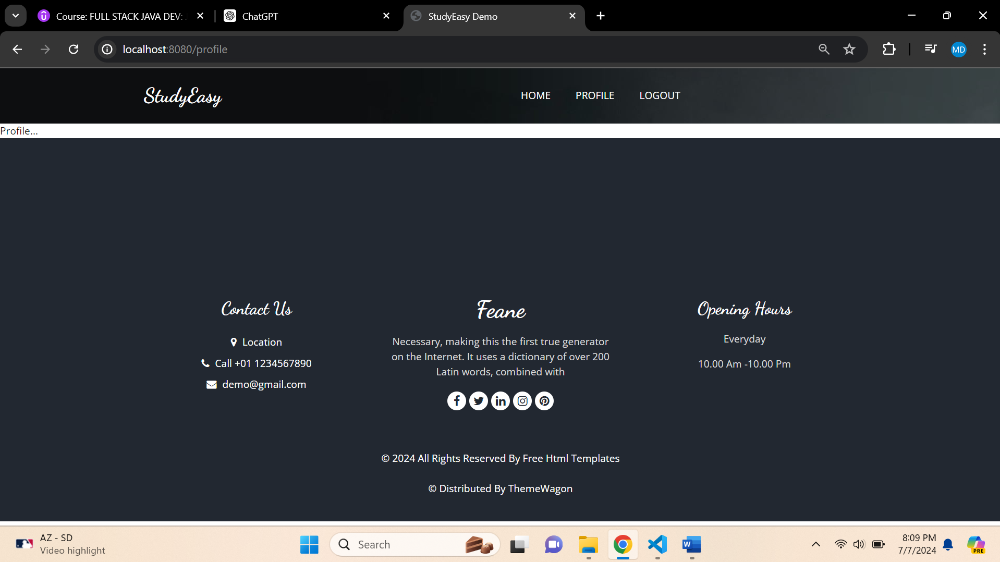 Course: FULL STACK JAVA DEV:
ChatGPT
StudyEasy Demo
localhost:8080/profile
MD
StudyEasy
HOME
PROFILE
LOGOUT
Profile...
Contact Us
Location
Call +01 1234567890
demo@gmail.com
Feane
Necessary, making this the first true generator
on the Internet. It uses a dictionary of over 200
Latin words, combined with
Opening Hours
Everyday
10.00 Am -10.00 Pm
© 2024 All Rights Reserved By Free Html Templates
© Distributed By ThemeWagon
AZ - SD
Video highlight
Search
8:09 PM
7/7/2024
PRE